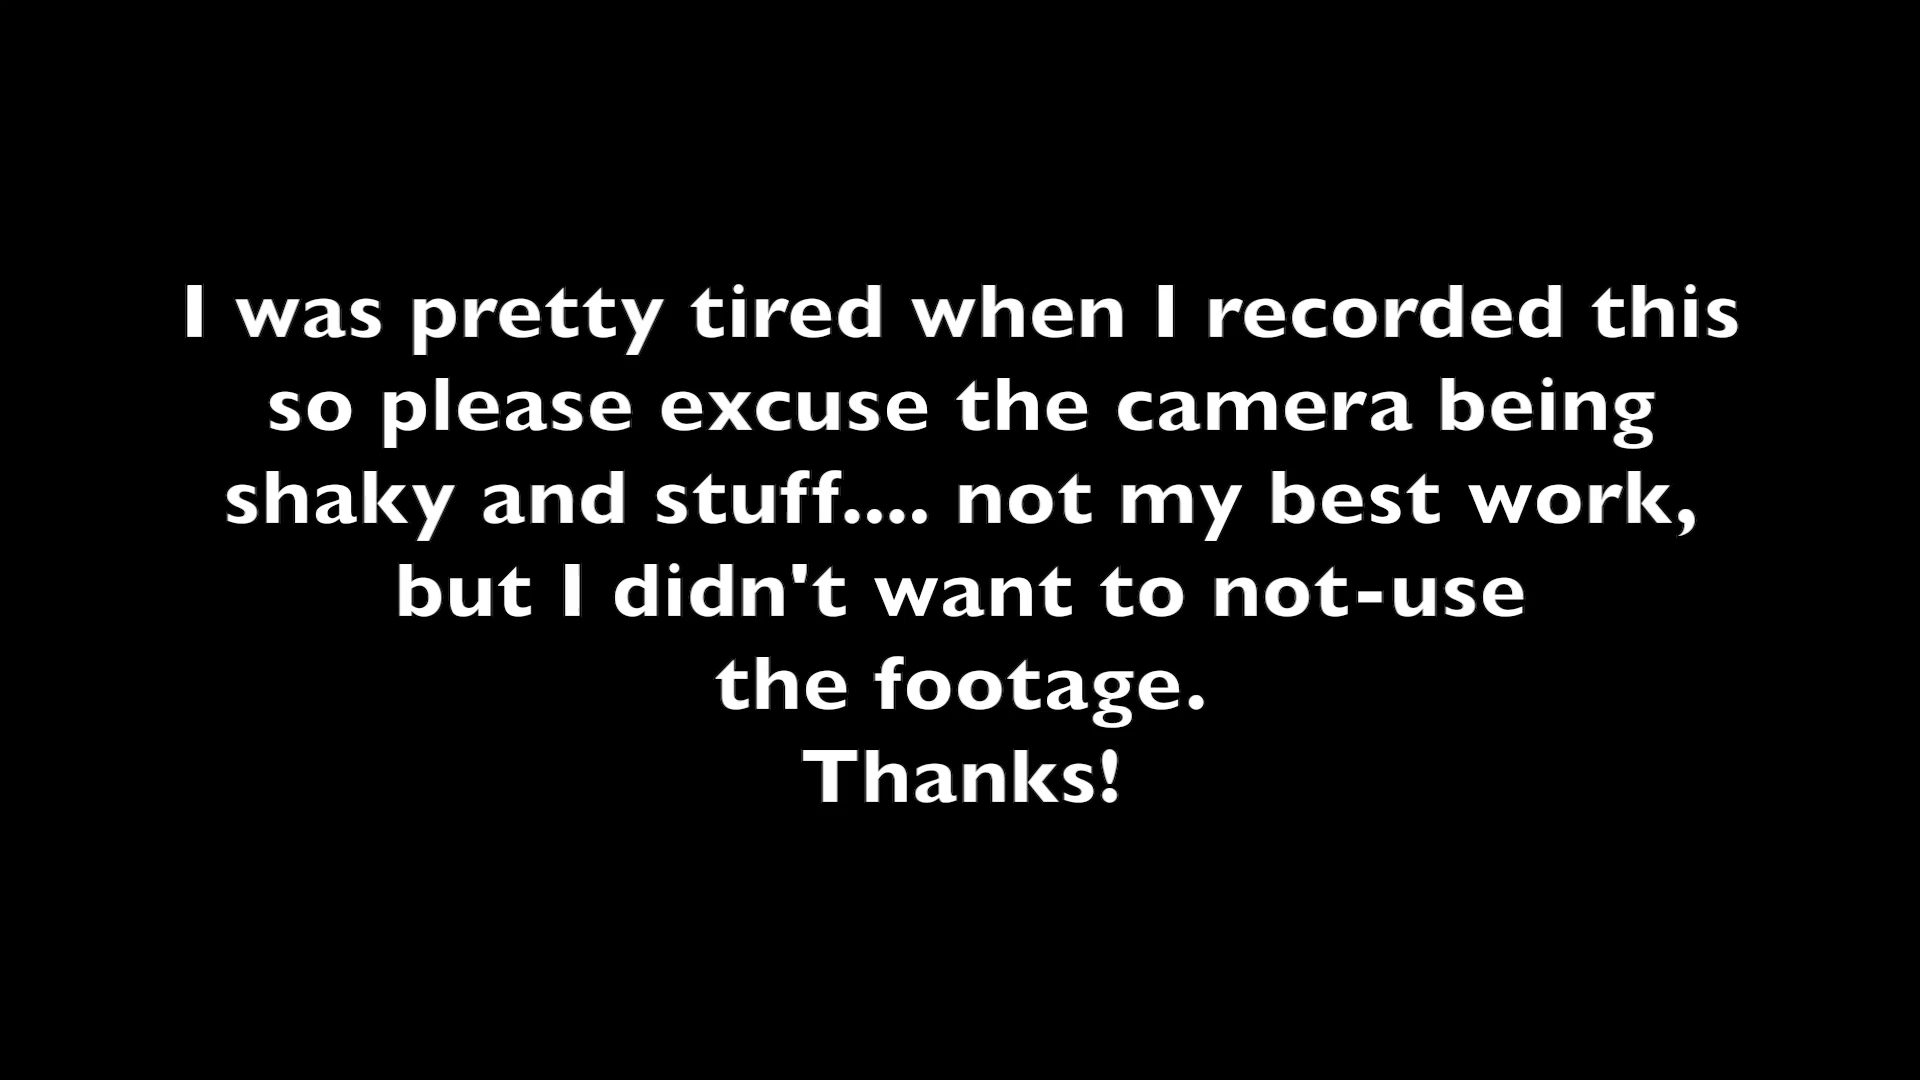 I was pretty tired when I recorded this
so please excuse the camera being
shaky and stuff.... not my best work,
but I didn't want to not-use
the footage.
Thanks!